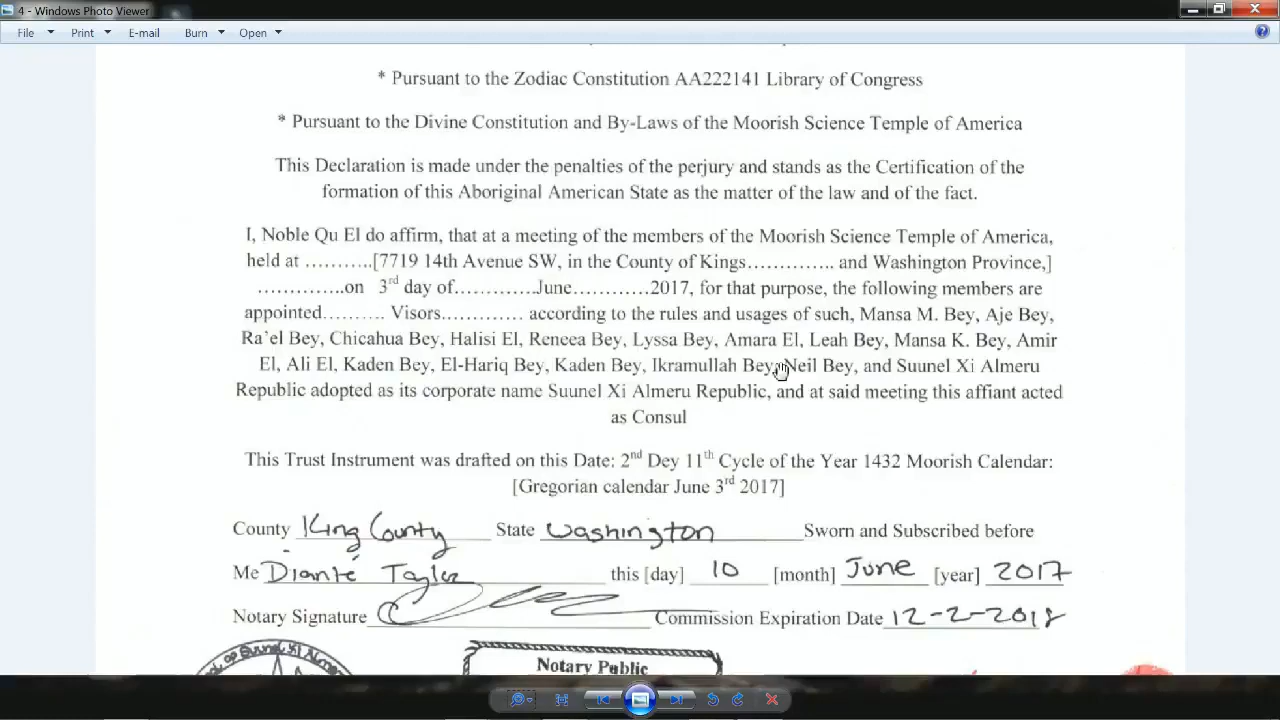 4 - Windows Photo Viewer
File Print E-mail Burn Open
* Pursuant to the Zodiac Constitution AA222141 Library of Congress
* Pursuant to the Divine Constitution and By-Laws of the Moorish Science Temple of America
This Declaration is made under the penalties of the perjury and stands as the Certification of the
formation of this Aboriginal American State as the matter of the law and of the fact.
I, Noble Qu El do affirm, that at a meeting of the members of the Moorish Science Temple of America,
held at ………..[7719 14th Avenue SW, in the County of Kings………….. and Washington Province,]
…………..on 3rd day of…………June…………2017, for that purpose, the following members are
appointed……… Visors………… according to the rules and usages of such, Mansa M. Bey, Aje Bey,
Ra'el Bey, Chicahua Bey, Halisi El, Reneea Bey, Lyssa Bey, Amara El, Leah Bey, Mansa K. Bey, Amir
El, Ali El, Kaden Bey, El-Hariq Bey, Kaden Bey, Ikramullah Bey, Neil Bey, and Suunel Xi Almeru
Republic adopted as its corporate name Suunel Xi Almeru Republic, and at said meeting this affiant acted
as Consul
This Trust Instrument was drafted on this Date: 2nd Dey 11th Cycle of the Year 1432 Moorish Calendar:
[Gregorian calendar June 3rd 2017]
County King County State Washington Sworn and Subscribed before
Me Dianté Tayler this [day] 10 [month] June [year] 2017
Notary Signature Commission Expiration Date 12-2-2018
Notary Public